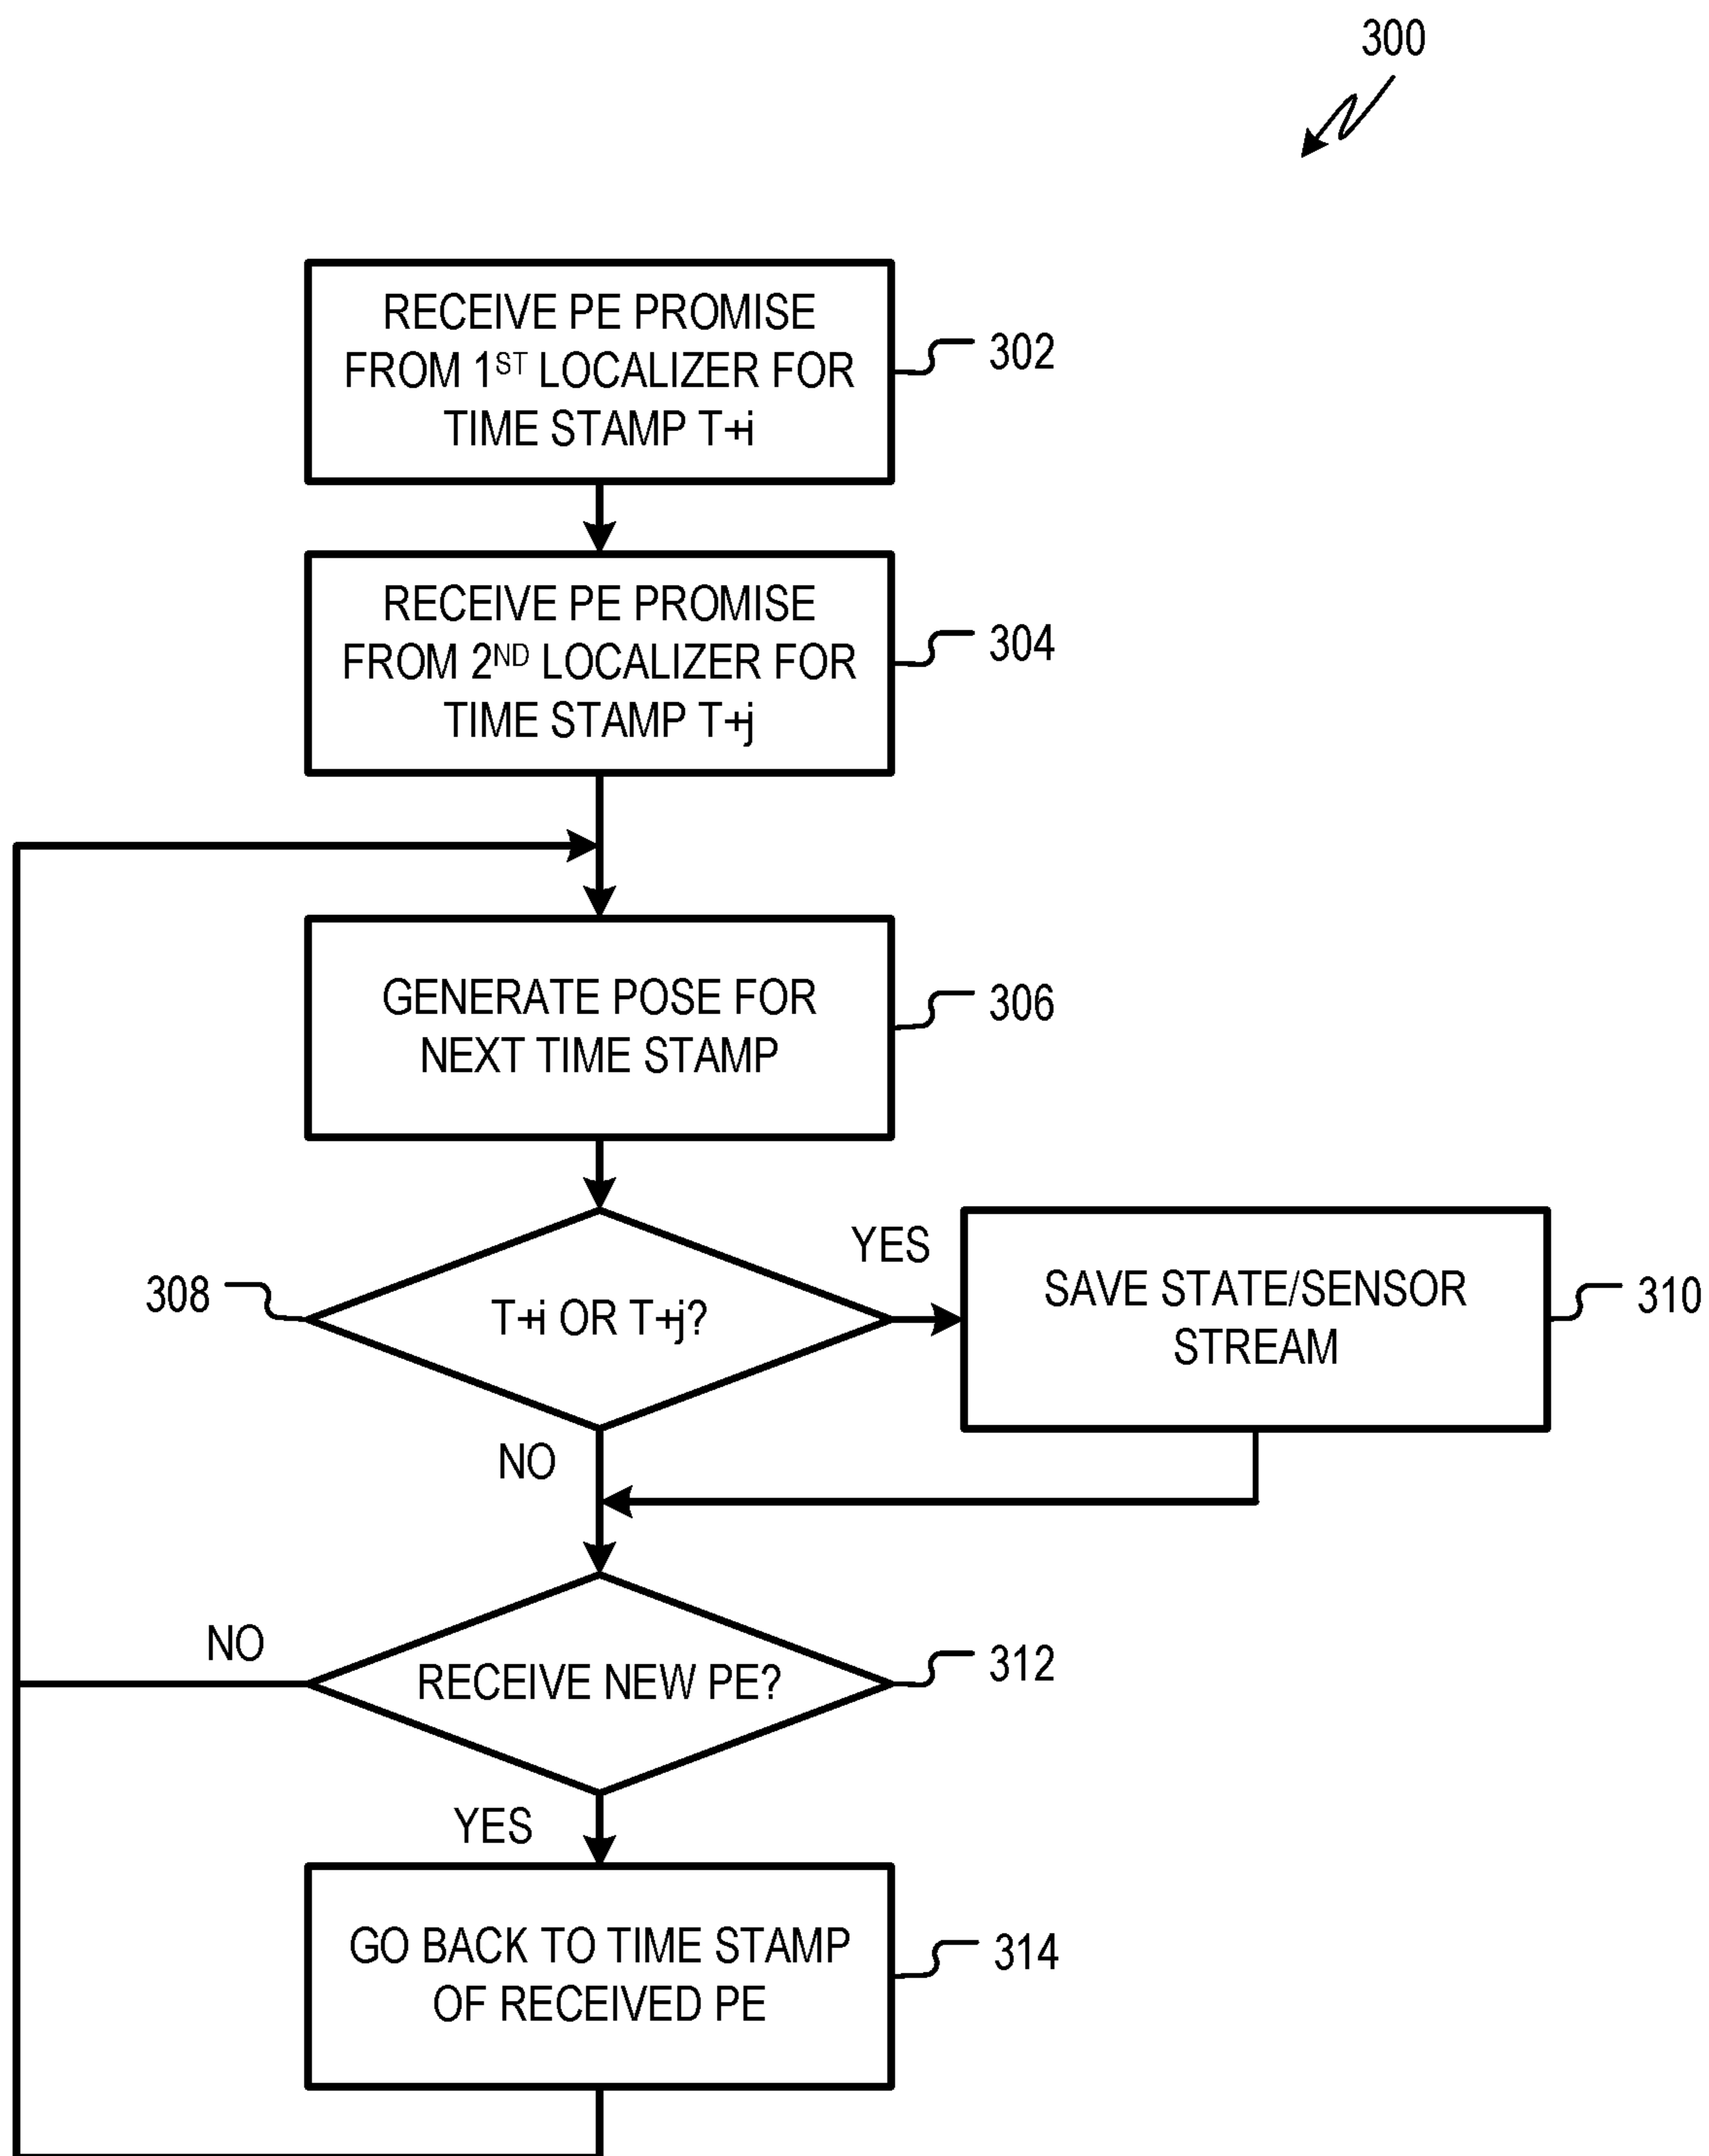 300
RECEIVE PE PROMISE
FROM 1ST LOCALIZER FOR
TIME STAMP T+i
302
RECEIVE PE PROMISE
FROM 2ND LOCALIZER FOR
TIME STAMP T+j
304
GENERATE POSE FOR
NEXT TIME STAMP
306
308
T+i OR T+j?
YES
SAVE STATE/SENSOR
STREAM
310
NO
RECEIVE NEW PE?
312
NO
YES
GO BACK TO TIME STAMP
OF RECEIVED PE
314